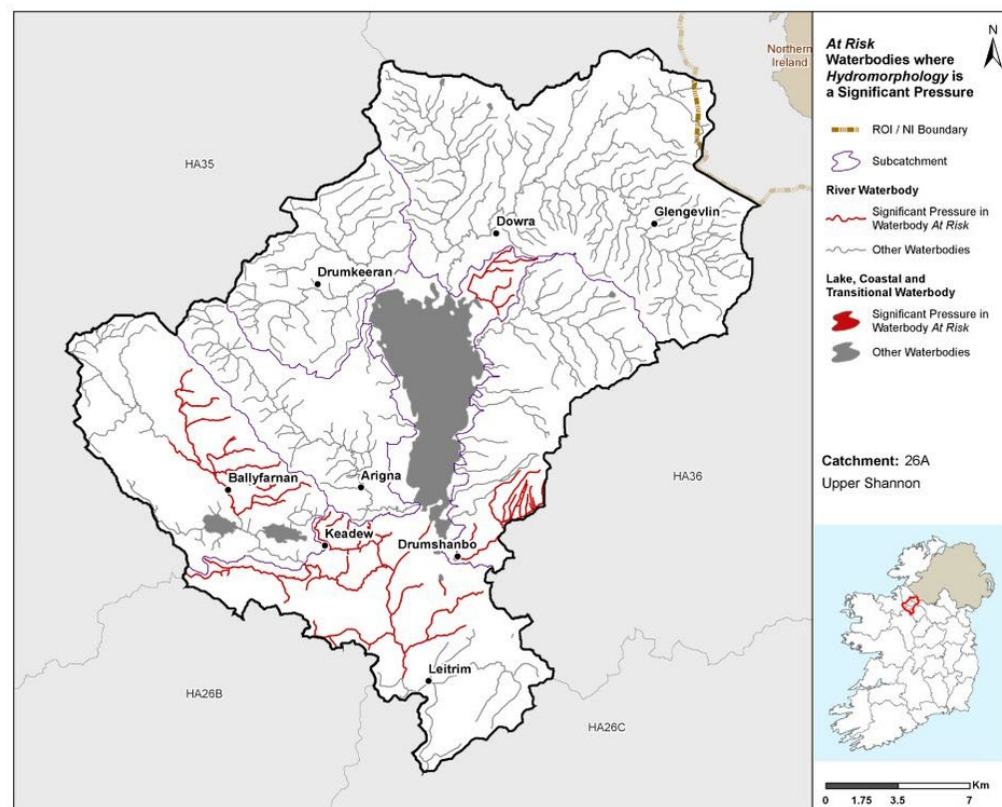 Northern
Ireland
HA35
Glengevlin
Dowra
Drumkeeran
HA36
Ballyfarnan
Arigna
Keadew
Drumshanbo
Leitrim
HA26B
HA26C
N
At Risk
Waterbodies where
Hydromorphology is
a Significant Pressure
ROI / NI Boundary
Subcatchment
River Waterbody
Significant Pressure in
Waterbody At Risk
Other Waterbodies
Lake, Coastal and
Transitional Waterbody
Significant Pressure in
Waterbody At Risk
Other Waterbodies
Catchment: 26A
Upper Shannon
Km
0 1.75 3.5 7